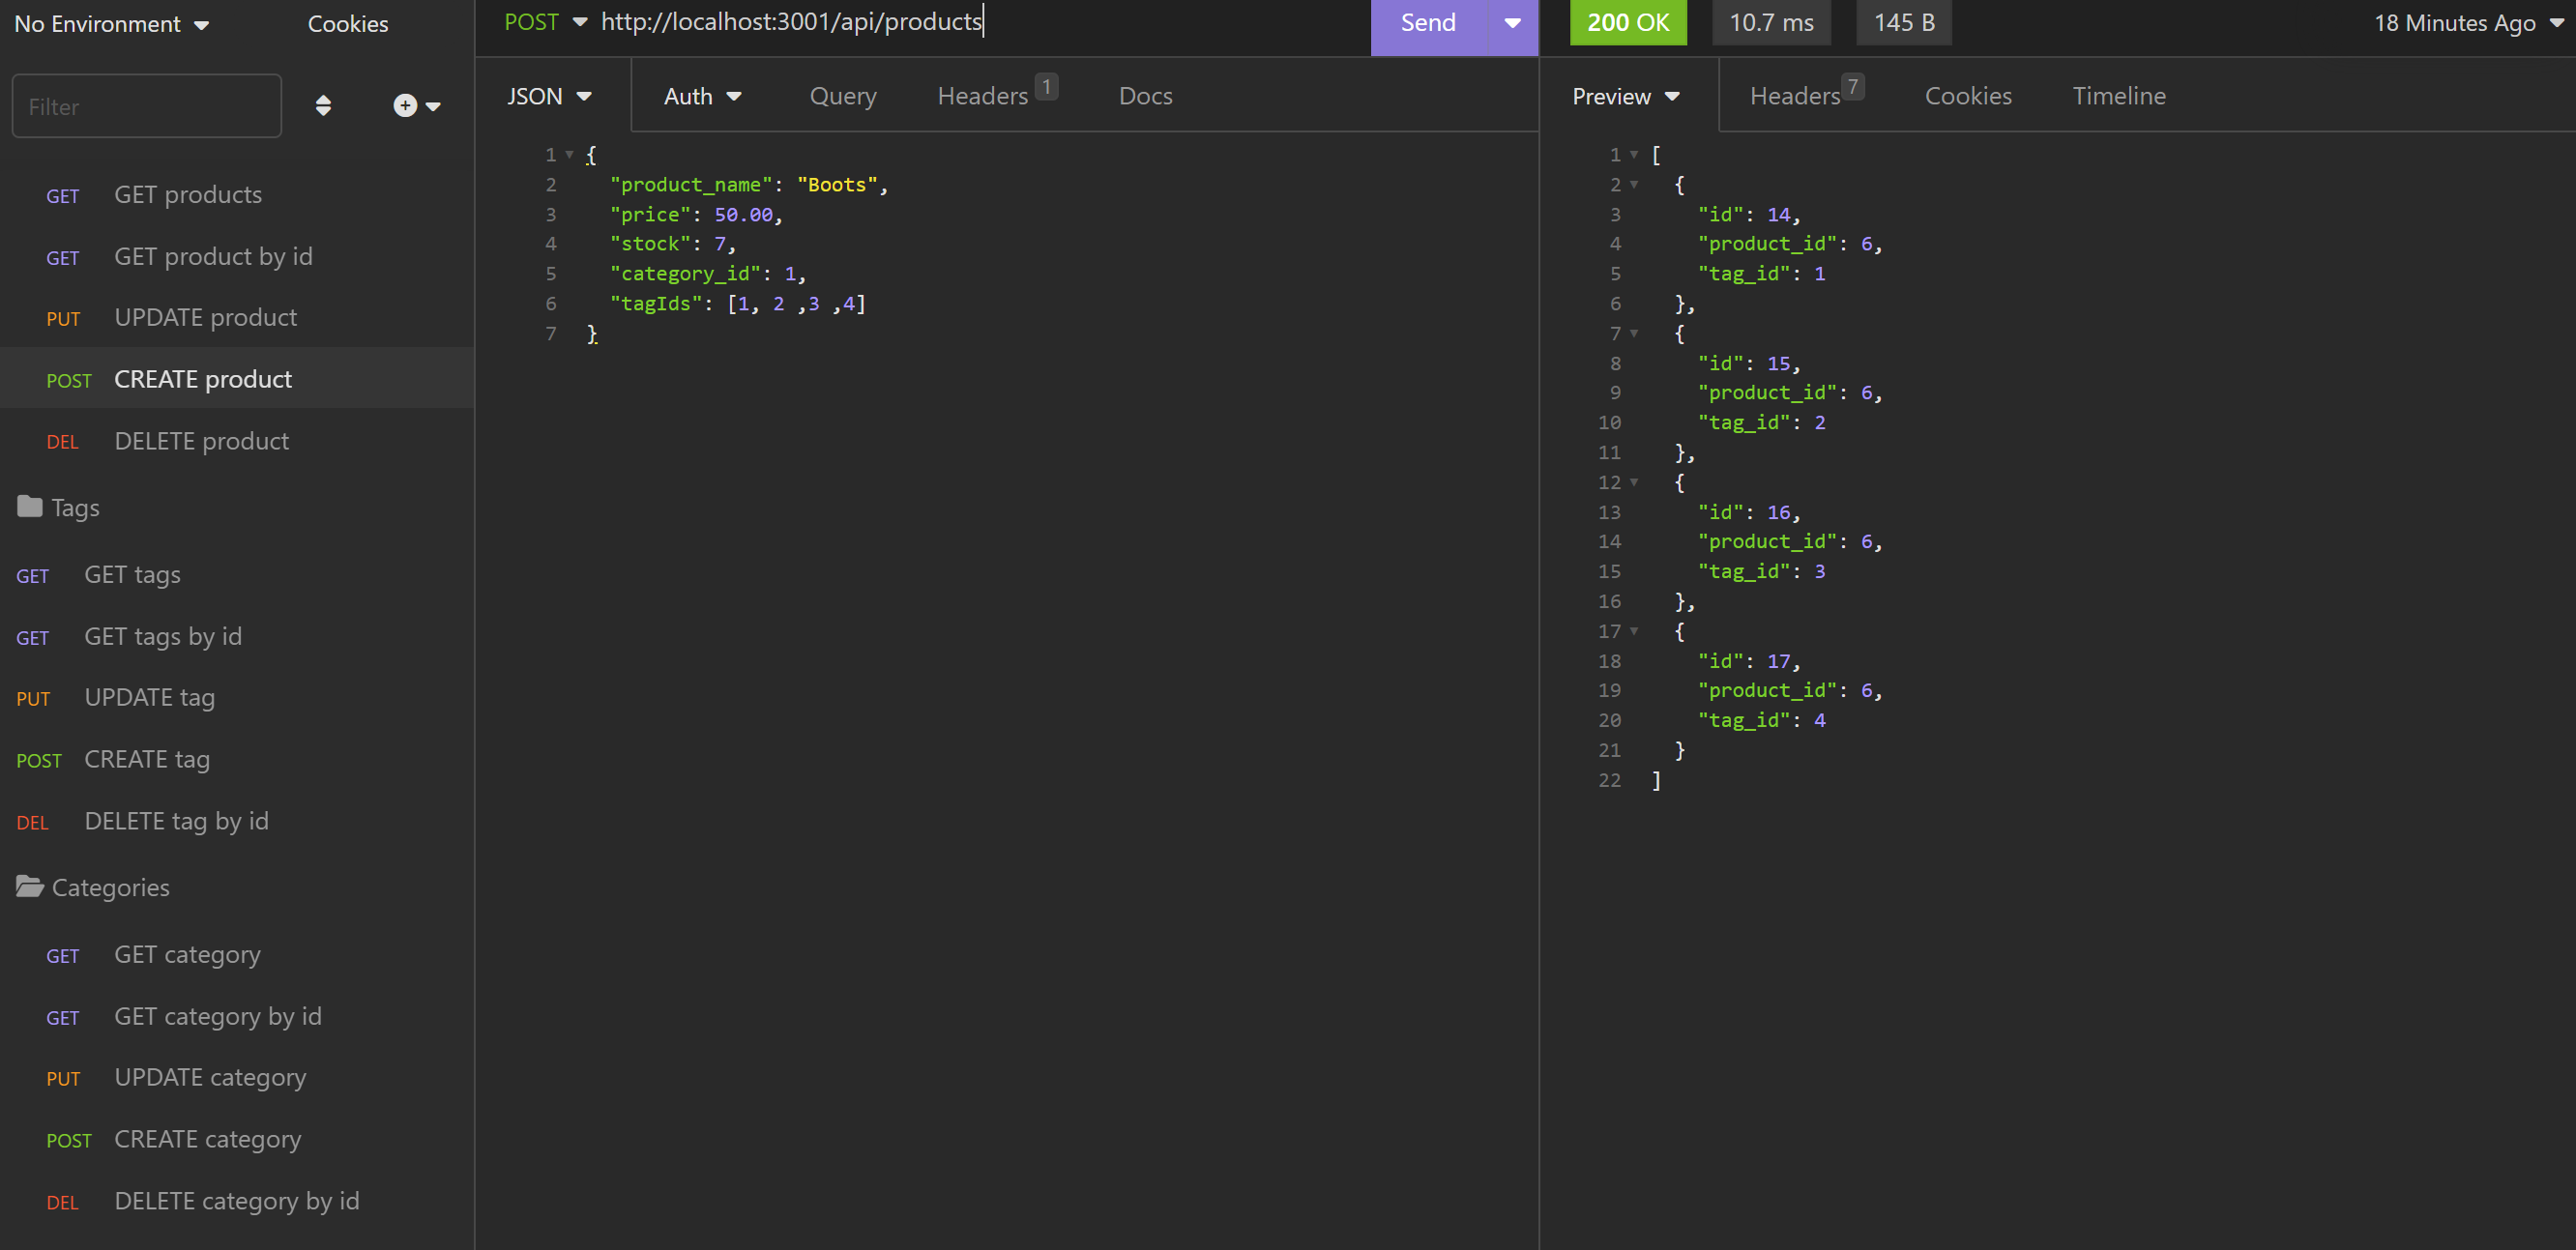 No Environment Cookies
Filter
GET GET products
GET GET product by id
PUT UPDATE product
POST CREATE product
DEL DELETE product
Tags
GET GET tags
GET GET tags by id
PUT UPDATE tag
POST CREATE tag
DEL DELETE tag by id
Categories
GET GET category
GET GET category by id
PUT UPDATE category
POST CREATE category
DEL DELETE category by id
POST http://localhost:3001/api/products Send
JSON Auth Query Headers 1 Docs
1 {
2 "product_name": "Boots",
3 "price": 50.00,
4 "stock": 7,
5 "category_id": 1,
6 "tagIds": [1, 2 ,3 ,4]
7 }
200 OK 10.7 ms 145 B 18 Minutes Ago
Preview Headers 7 Cookies Timeline
1 [
2 {
3 "id": 14,
4 "product_id": 6,
5 "tag_id": 1
6 },
7 {
8 "id": 15,
9 "product_id": 6,
10 "tag_id": 2
11 },
12 {
13 "id": 16,
14 "product_id": 6,
15 "tag_id": 3
16 },
17 {
18 "id": 17,
19 "product_id": 6,
20 "tag_id": 4
21 }
22 ]